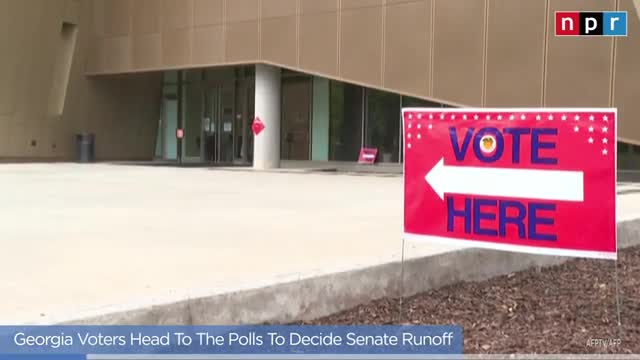 npr
VOTE
HERE
Georgia Voters Head To The Polls To Decide Senate Runoff
AFPTV/AFP